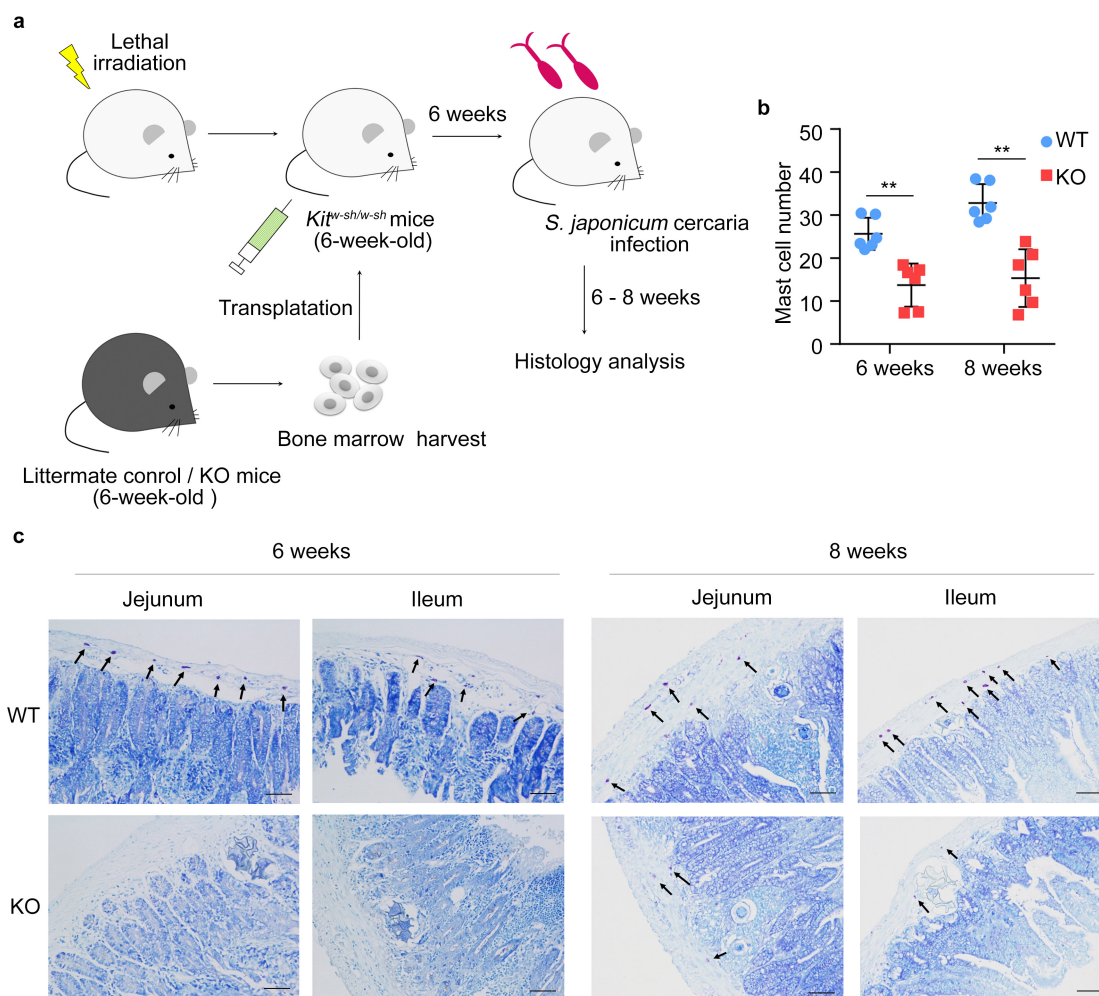 a
Lethal
irradiation
6 weeks
Kit^w-sh/w-sh mice
(6-week-old)
S. japonicum cercaria
infection
Transplatation
6 - 8 weeks
Histology analysis
Bone marrow harvest
Littermate conrol / KO mice
(6-week-old )
b
Mast cell number
50
40
30
20
10
0
**
**
WT
KO
6 weeks
8 weeks
c
6 weeks
8 weeks
Jejunum
Ileum
Jejunum
Ileum
WT
KO